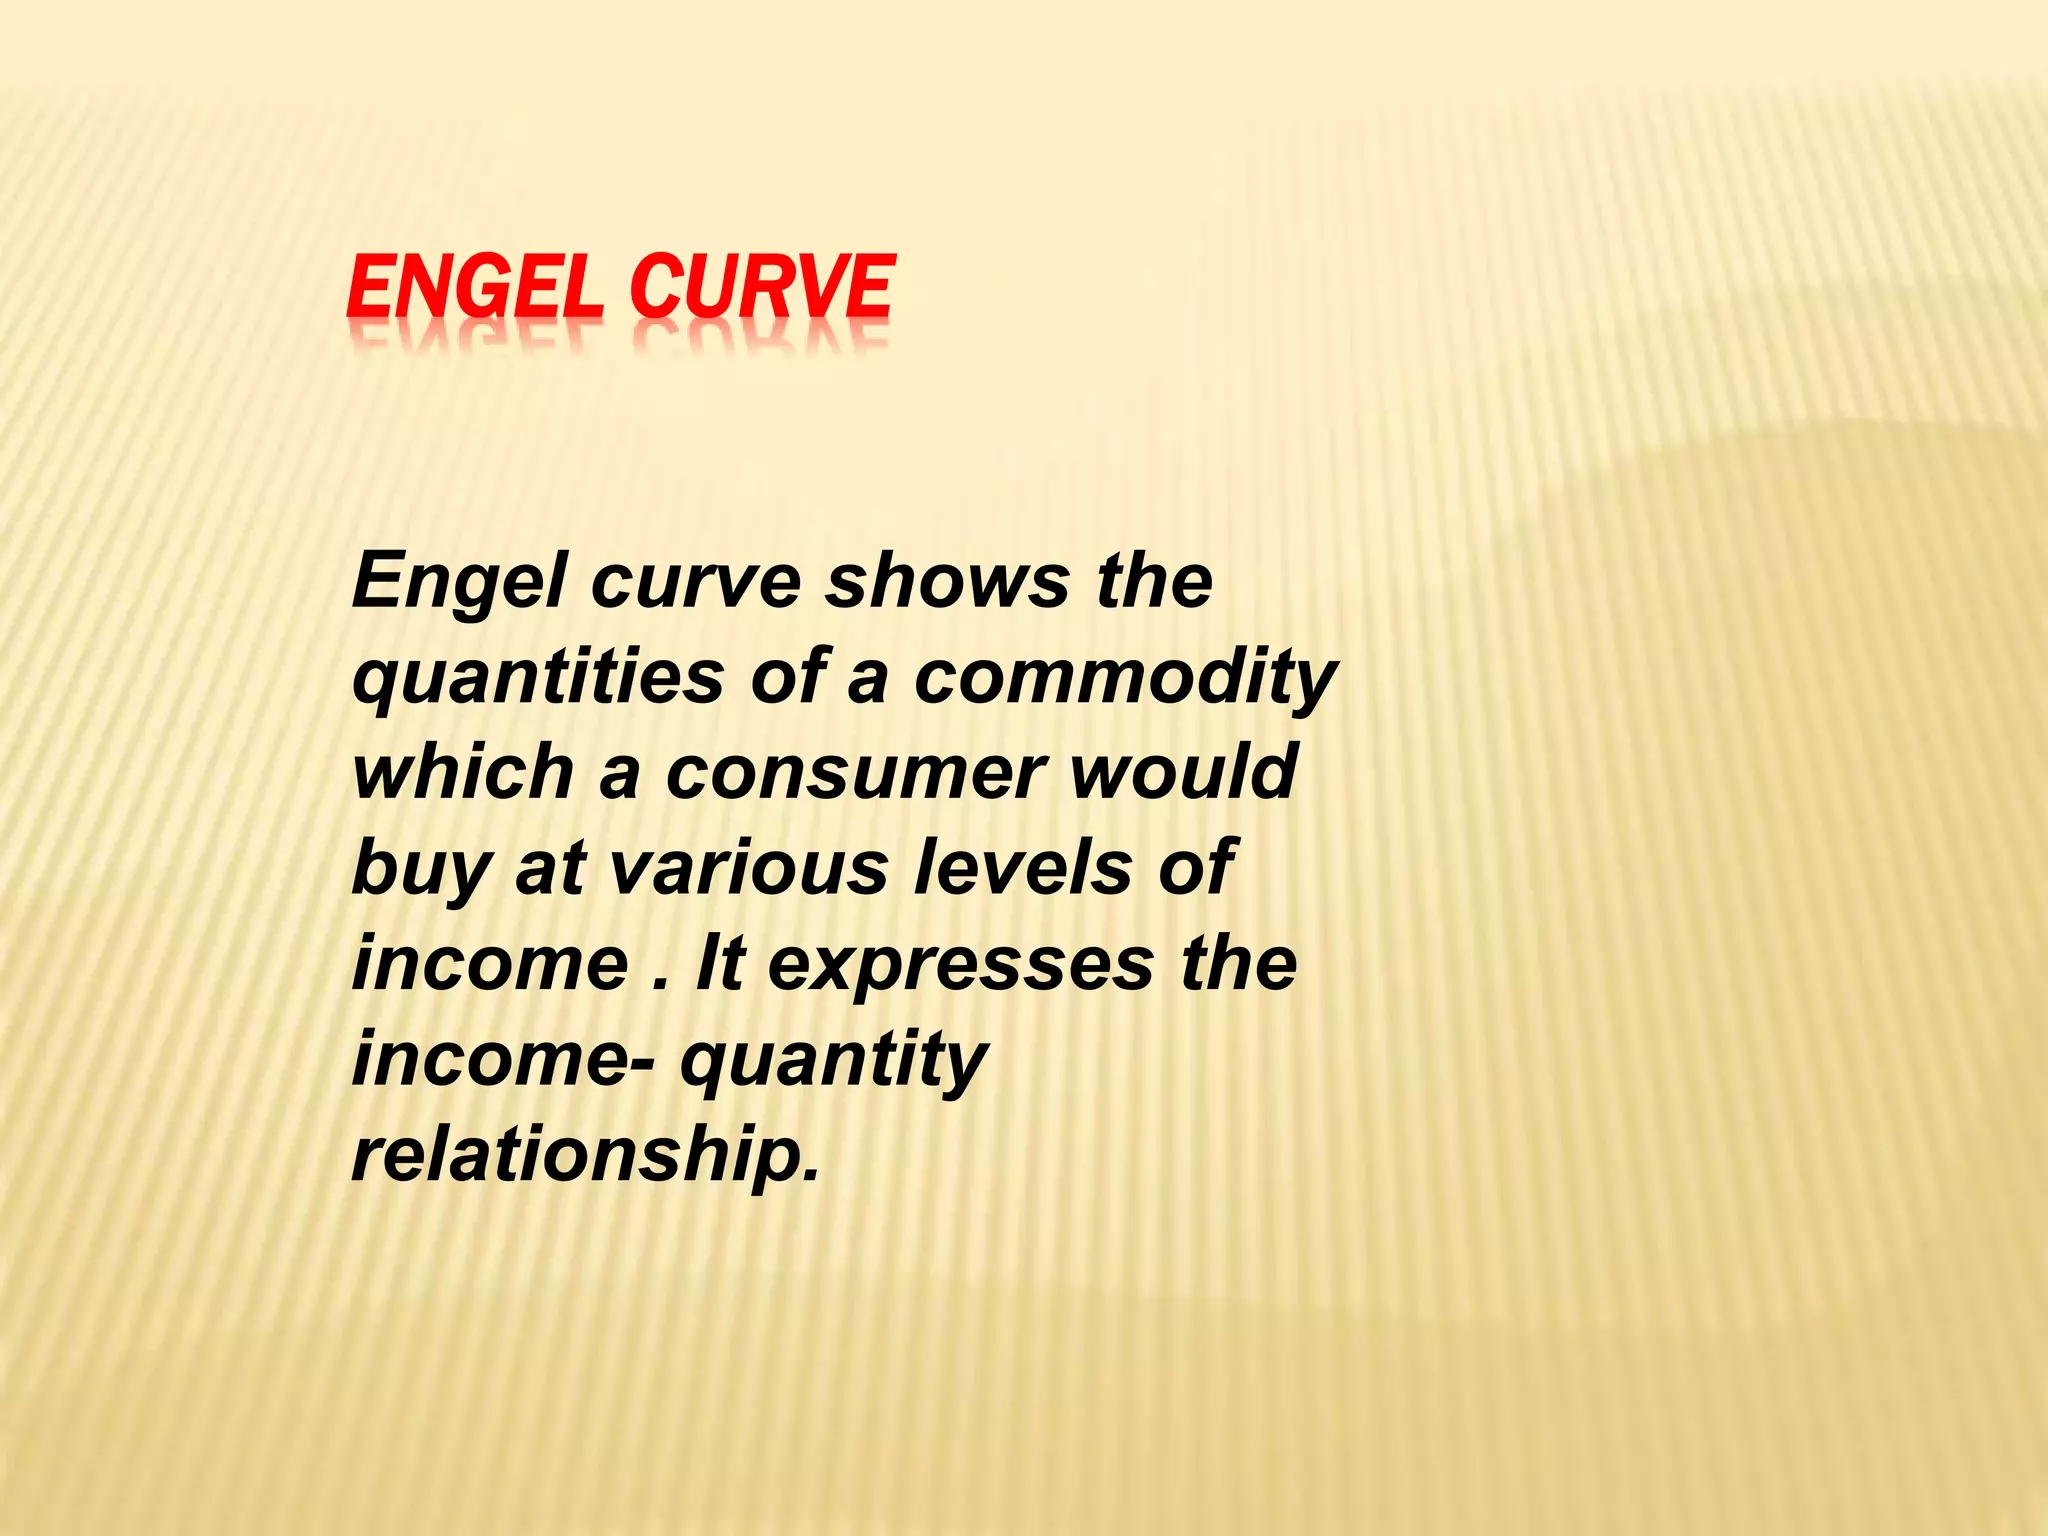 ENGEL CURVE
Engel curve shows the
quantities of a commodity
which a consumer would
buy at various levels of
income . It expresses the
income- quantity
relationship.